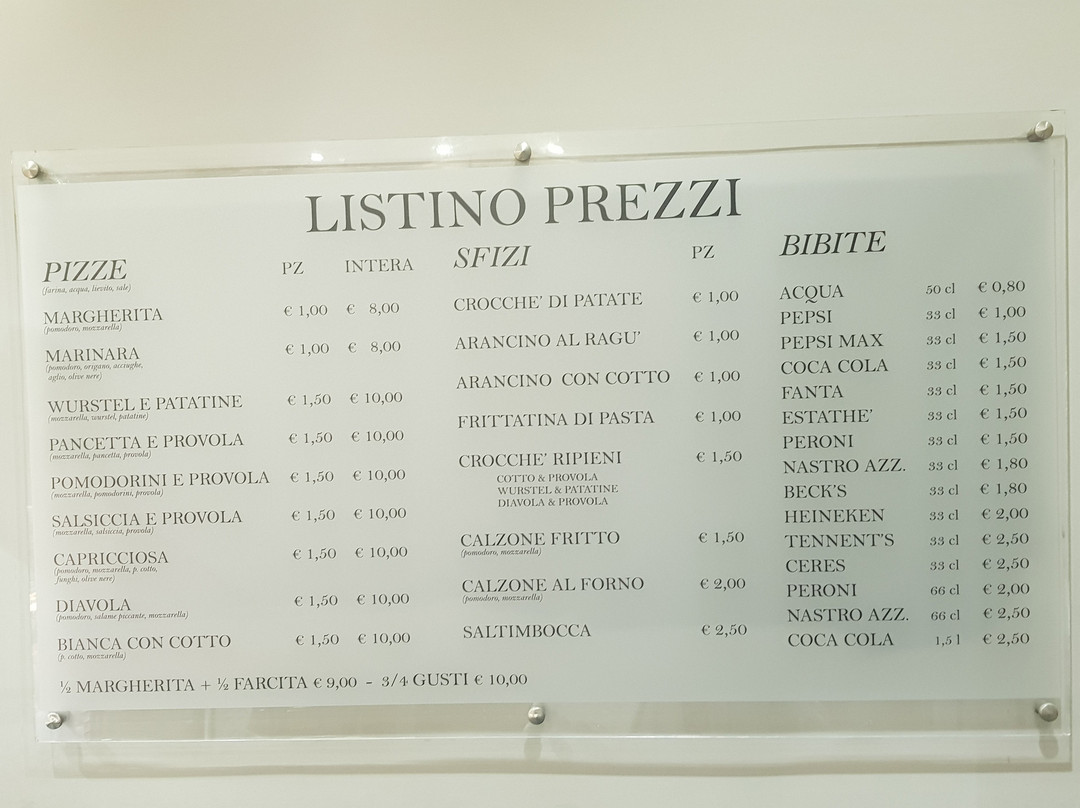 LISTINO PREZZI
PIZZE PZ INTERA
(farina, acqua, lievito, sale)
MARGHERITA € 1,00 € 8,00
(pomodoro, mozzarella)
MARINARA € 1,00 € 8,00
(pomodoro, origano, acciughe,
aglio, olive nere)
WURSTEL E PATATINE € 1,50 € 10,00
(mozzarella, wurstel, patatine)
PANCETTA E PROVOLA € 1,50 € 10,00
(mozzarella, pancetta, provola)
POMODORINI E PROVOLA € 1,50 € 10,00
(mozzarella, pomodorini, provola)
SALSICCIA E PROVOLA € 1,50 € 10,00
(mozzarella, salsiccia, provola)
CAPRICCIOSA € 1,50 € 10,00
(pomodoro, mozzarella, p. cotto,
funghi, olive nere)
DIAVOLA € 1,50 € 10,00
(pomodoro, salame piccante, mozzarella)
BIANCA CON COTTO € 1,50 € 10,00
(p. cotto, mozzarella)
½ MARGHERITA + ½ FARCITA € 9,00 - 3/4 GUSTI € 10,00
SFIZI PZ
CROCCHE' DI PATATE € 1,00
ARANCINO AL RAGU' € 1,00
ARANCINO CON COTTO € 1,00
FRITTATINA DI PASTA € 1,00
CROCCHE' RIPIENI € 1,50
COTTO & PROVOLA
WURSTEL & PATATINE
DIAVOLA & PROVOLA
CALZONE FRITTO € 1,50
(pomodoro, mozzarella)
CALZONE AL FORNO € 2,00
(pomodoro, mozzarella)
SALTIMBOCCA € 2,50
BIBITE
ACQUA 50 cl € 0,80
PEPSI 33 cl € 1,00
PEPSI MAX 33 cl € 1,50
COCA COLA 33 cl € 1,50
FANTA 33 cl € 1,50
ESTATHE' 33 cl € 1,50
PERONI 33 cl € 1,50
NASTRO AZZ. 33 cl € 1,80
BECK'S 33 cl € 1,80
HEINEKEN 33 cl € 2,00
TENNENT'S 33 cl € 2,50
CERES 33 cl € 2,50
PERONI 66 cl € 2,00
NASTRO AZZ. 66 cl € 2,50
COCA COLA 1,5 l € 2,50